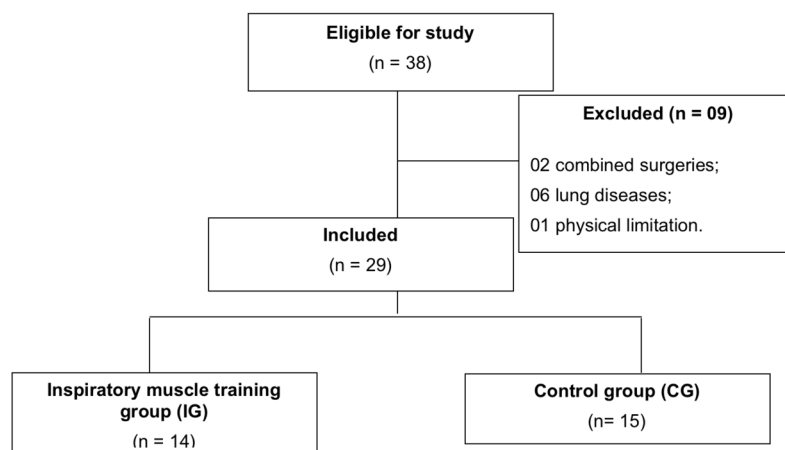 Eligible for study
(n = 38)
Excluded (n = 09)
02 combined surgeries;
06 lung diseases;
01 physical limitation.
Included
(n = 29)
Inspiratory muscle training
group (IG)
(n = 14)
Control group (CG)
(n= 15)